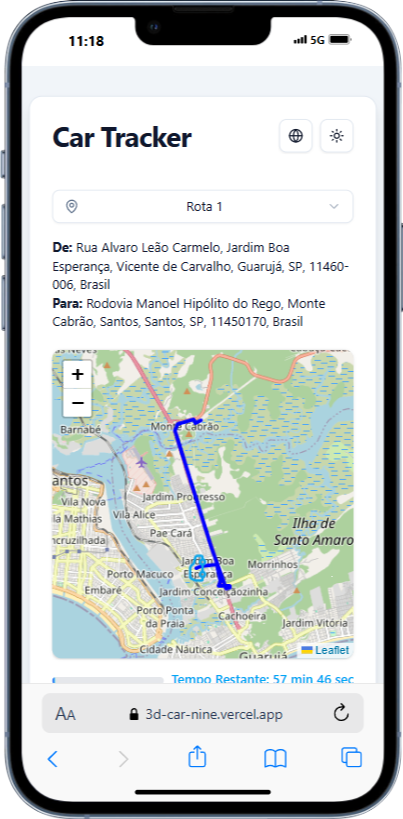 11:18
5G
Car Tracker
Rota 1
De: Rua Alvaro Leão Carmelo, Jardim Boa
Esperança, Vicente de Carvalho, Guarujá, SP, 11460-
006, Brasil
Para: Rodovia Manoel Hipólito do Rego, Monte
Cabrão, Santos, Santos, SP, 11450170, Brasil
+
−
Monte Cabrão
Barnabé
antos
Jardim Progresso
Vila Nova
Vila Alice
la Mathias
Ilha de
Santo Amaro
cruzilhada
Pae Cará
Jardim Boa
Esperança
Morrinhos
Porto Macuco
Embaré
Jardim Conceiçãozinha
Porto Ponta
da Praia
Cachoeira
Jardim Vitória
Cidade Náutica
Guarujá
Leaflet
Tempo Restante: 57 min 46 sec
AA
3d-car-nine.vercel.app